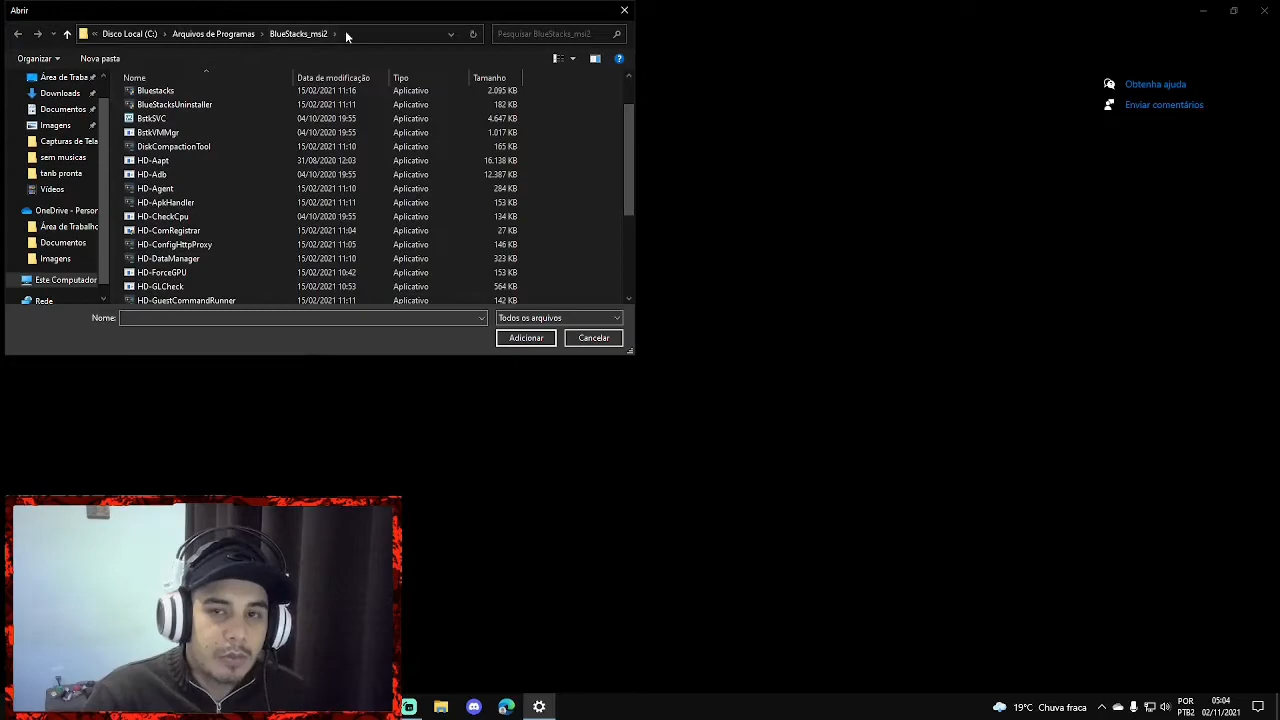 Abrir
Disco Local (C:) › Arquivos de Programas › BlueStacks_msi2 ›
Pesquisar BlueStacks_msi2
Organizar
Nova pasta
Nome Data de modificação Tipo Tamanho
Área de Traba
Downloads
Documentos
Imagens
Capturas de Tela
sem musicas
tanb pronta
Vídeos
OneDrive - Person
Área de Trabalho
Documentos
Imagens
Este Computador
Rede
Bluestacks 15/02/2021 11:16 Aplicativo 2.095 KB
BlueStacksUninstaller 15/02/2021 11:11 Aplicativo 182 KB
BstkSVC 04/10/2020 19:55 Aplicativo 4.647 KB
BstkVMMgr 04/10/2020 19:55 Aplicativo 1.017 KB
DiskCompactionTool 15/02/2021 11:10 Aplicativo 165 KB
HD-Aapt 31/08/2020 12:03 Aplicativo 16.138 KB
HD-Adb 04/10/2020 19:55 Aplicativo 12.387 KB
HD-Agent 15/02/2021 11:10 Aplicativo 284 KB
HD-ApkHandler 15/02/2021 11:11 Aplicativo 153 KB
HD-CheckCpu 04/10/2020 19:55 Aplicativo 134 KB
HD-ComRegistrar 15/02/2021 11:04 Aplicativo 27 KB
HD-ConfigHttpProxy 15/02/2021 11:05 Aplicativo 146 KB
HD-DataManager 15/02/2021 11:10 Aplicativo 323 KB
HD-ForceGPU 15/02/2021 10:42 Aplicativo 153 KB
HD-GLCheck 15/02/2021 10:53 Aplicativo 564 KB
HD-GuestCommandRunner 15/02/2021 11:11 Aplicativo 142 KB
Nome:
Todos os arquivos
Adicionar
Cancelar
Obtenha ajuda
Enviar comentários
19°C Chuva fraca
POR
PTB2
05:04
02/11/2021